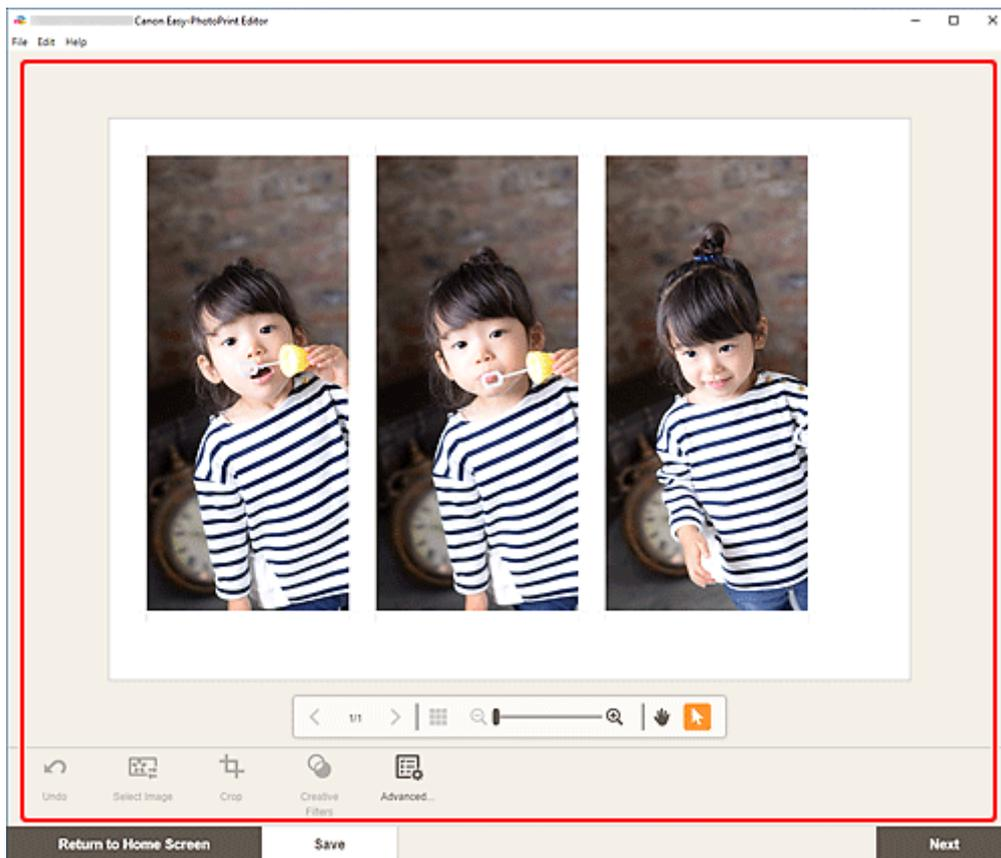 Canon Easy-PhotoPrint Editor
File Edit Help
1/1
Undo Select Image Crop Creative Filters Advanced...
Return to Home Screen Save Next